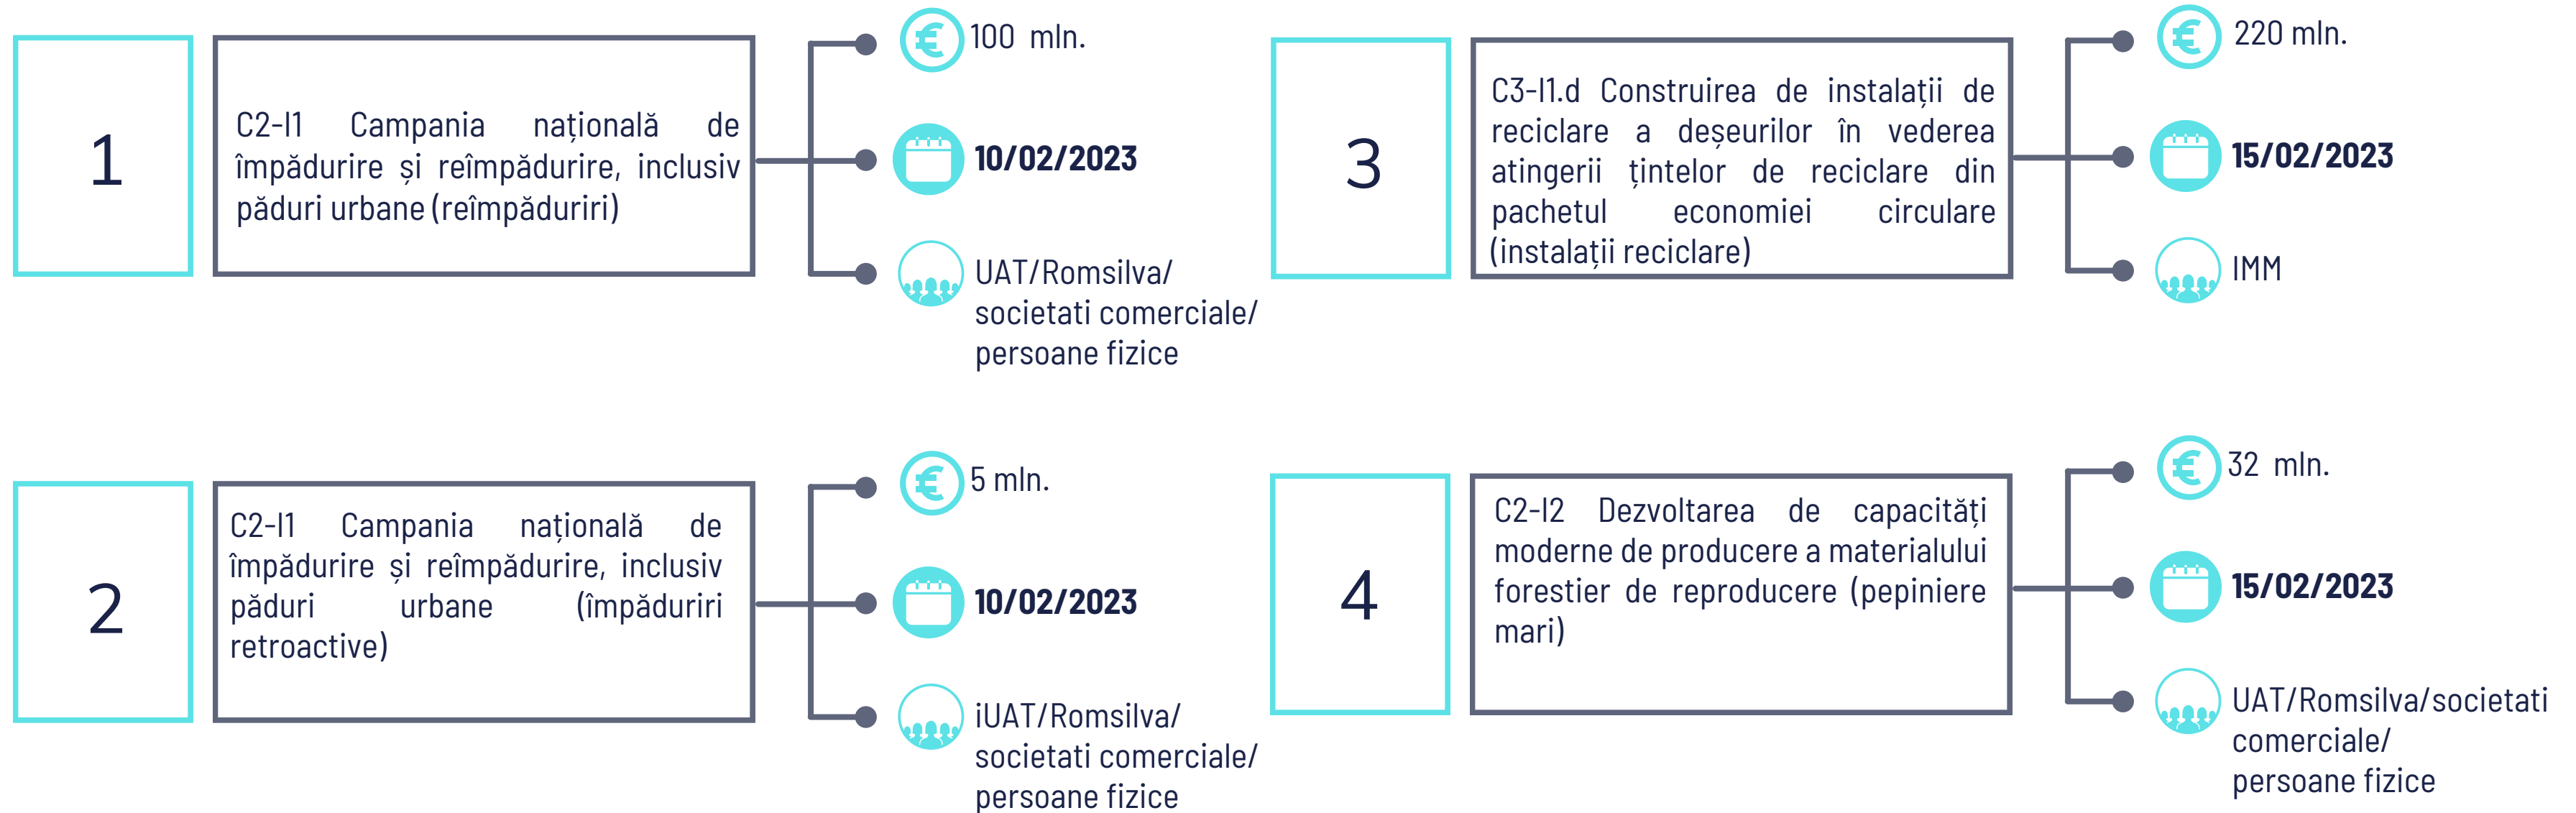 1
C2-I1 Campania națională de
împădurire și reîmpădurire, inclusiv
păduri urbane (reîmpăduriri)
€
100 mln.
10/02/2023
UAT/Romsilva/
societati comerciale/
persoane fizice
2
C2-I1 Campania națională de
împădurire și reîmpădurire, inclusiv
păduri urbane (împăduriri
retroactive)
€
5 mln.
10/02/2023
iUAT/Romsilva/
societati comerciale/
persoane fizice
3
C3-I1.d Construirea de instalații de
reciclare a deșeurilor în vederea
atingerii țintelor de reciclare din
pachetul economiei circulare
(instalații reciclare)
€
220 mln.
15/02/2023
IMM
4
C2-I2 Dezvoltarea de capacități
moderne de producere a materialului
forestier de reproducere (pepiniere
mari)
€
32 mln.
15/02/2023
UAT/Romsilva/societati
comerciale/
persoane fizice